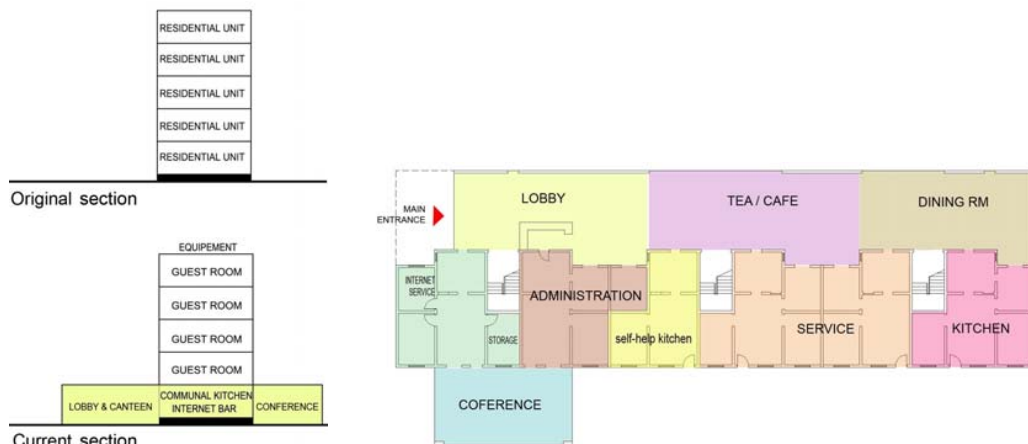 RESIDENTIAL UNIT
RESIDENTIAL UNIT
RESIDENTIAL UNIT
RESIDENTIAL UNIT
RESIDENTIAL UNIT
Original section
EQUIPEMENT
GUEST ROOM
GUEST ROOM
GUEST ROOM
GUEST ROOM
LOBBY & CANTEEN
COMMUNAL KITCHEN
INTERNET BAR
CONFERENCE
Current section
LOBBY
TEA / CAFE
DINING RM
MAIN
ENTRANCE
INTERNET
SERVICE
ADMINISTRATION
STORAGE
self-help kitchen
SERVICE
KITCHEN
COFERENCE